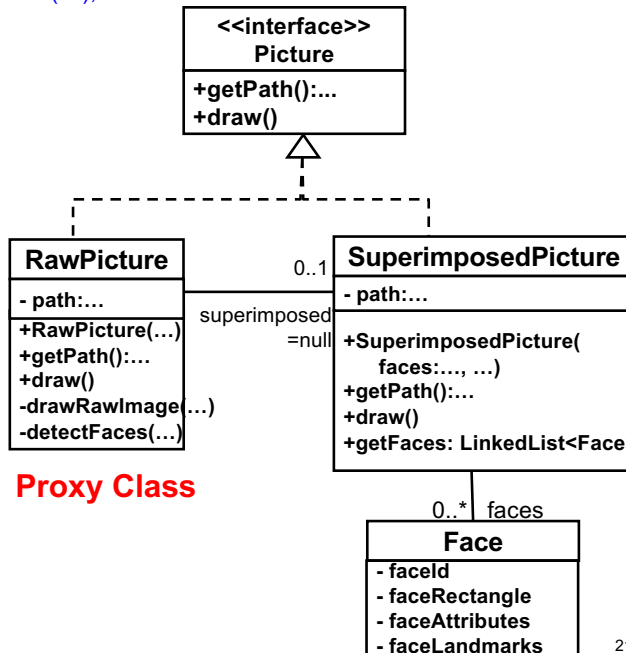 <<interface>>
Picture
+getPath():...
+draw()
RawPicture
- path:…
+RawPicture(…)
+getPath():…
+draw()
-drawRawImage(…)
-detectFaces(…)
Proxy Class
0..1
superimposed
=null
SuperimposedPicture
- path:…
+SuperimposedPicture(
faces:…, …)
+getPath():…
+draw()
+getFaces: LinkedList<Face
0..* faces
Face
- faceId
- faceRectangle
- faceAttributes
- faceLandmarks